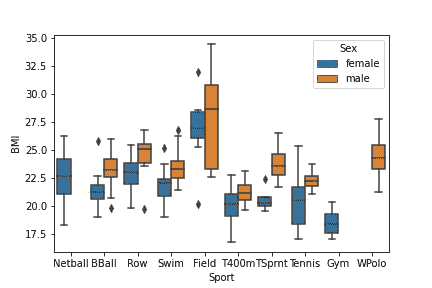 35.0
32.5
30.0
27.5
25.0
22.5
20.0
17.5
BMI
Sex
female
male
Netball BBall Row Swim Field T400m TSprnt Tennis Gym WPolo
Sport